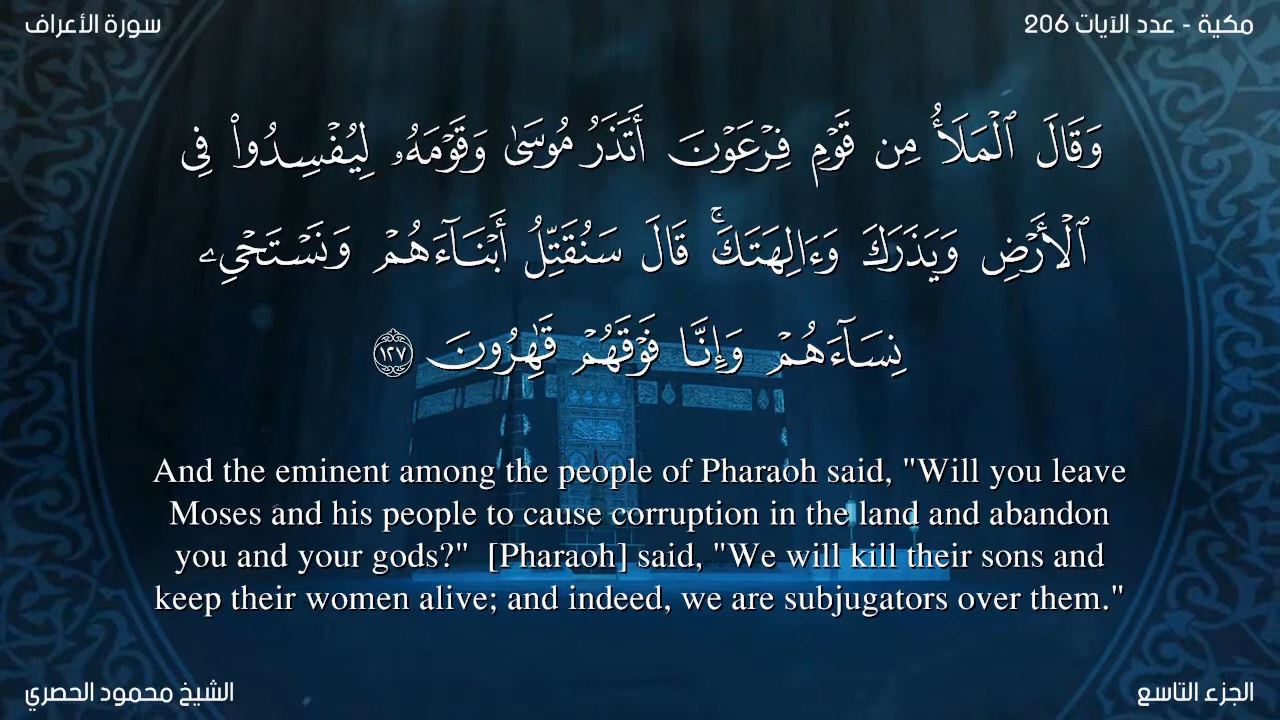 مكية - عدد الآيات 206
سورة الأعراف
وَقَالَ ٱلْمَلَأُ مِن قَوْمِ فِرْعَوْنَ أَتَذَرُ مُوسَىٰ وَقَوْمَهُۥ لِيُفْسِدُوا۟ فِى
ٱلْأَرْضِ وَيَذَرَكَ وَءَالِهَتَكَ ۚ قَالَ سَنُقَتِّلُ أَبْنَآءَهُمْ وَنَسْتَحْىِۦ
نِسَآءَهُمْ وَإِنَّا فَوْقَهُمْ قَـٰهِرُونَ ١٢٧
And the eminent among the people of Pharaoh said, "Will you leave
Moses and his people to cause corruption in the land and abandon
you and your gods?"  [Pharaoh] said, "We will kill their sons and
keep their women alive; and indeed, we are subjugators over them."
الجزء التاسع
الشيخ محمود الحصري